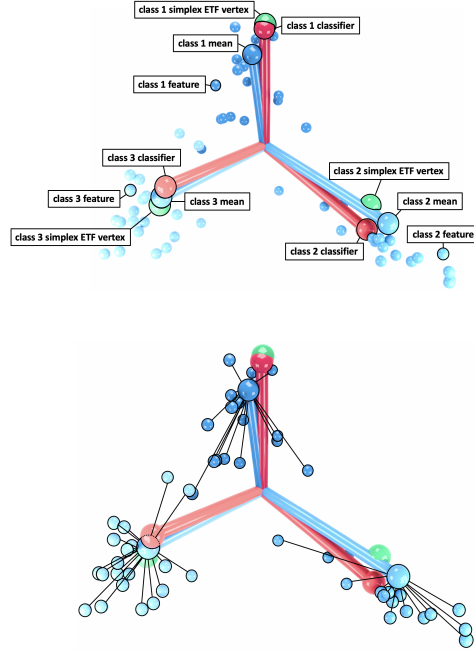 class 1 simplex ETF vertex
class 1 classifier
class 1 mean
class 1 feature
class 3 classifier
class 2 simplex ETF vertex
class 3 feature
class 3 mean
class 2 mean
class 3 simplex ETF vertex
class 2 classifier
class 2 feature